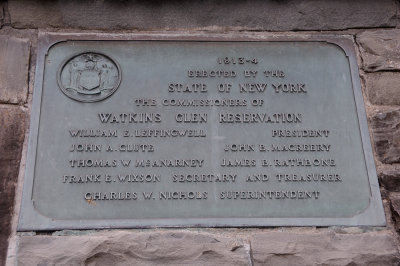 1913-4
ERECTED BY THE
STATE OF NEW YORK
THE COMMISSIONERS OF
WATKINS GLEN RESERVATION
WILLIAM E. LEFFINGWELL PRESIDENT
JOHN A. CLUTE JOHN B. MACREERY
THOMAS W. McANARNEY JAMES B. RATHBONE
FRANK E. WIXSON SECRETARY AND TREASURER
CHARLES W. NICHOLS SUPERINTENDENT